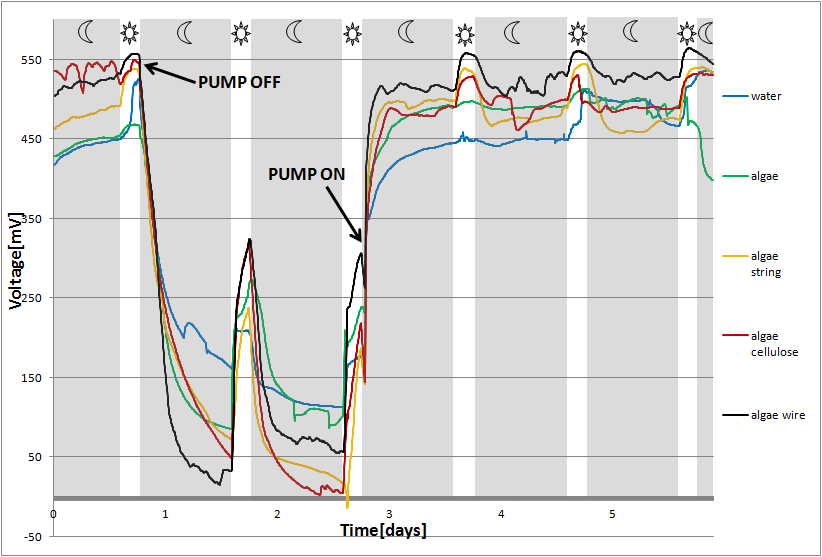 550
450
350
250
150
50
-50
Voltage[mV]
PUMP OFF
PUMP ON
0
1
2
3
4
5
Time[days]
water
algae
algae
string
algae
cellulose
algae wire